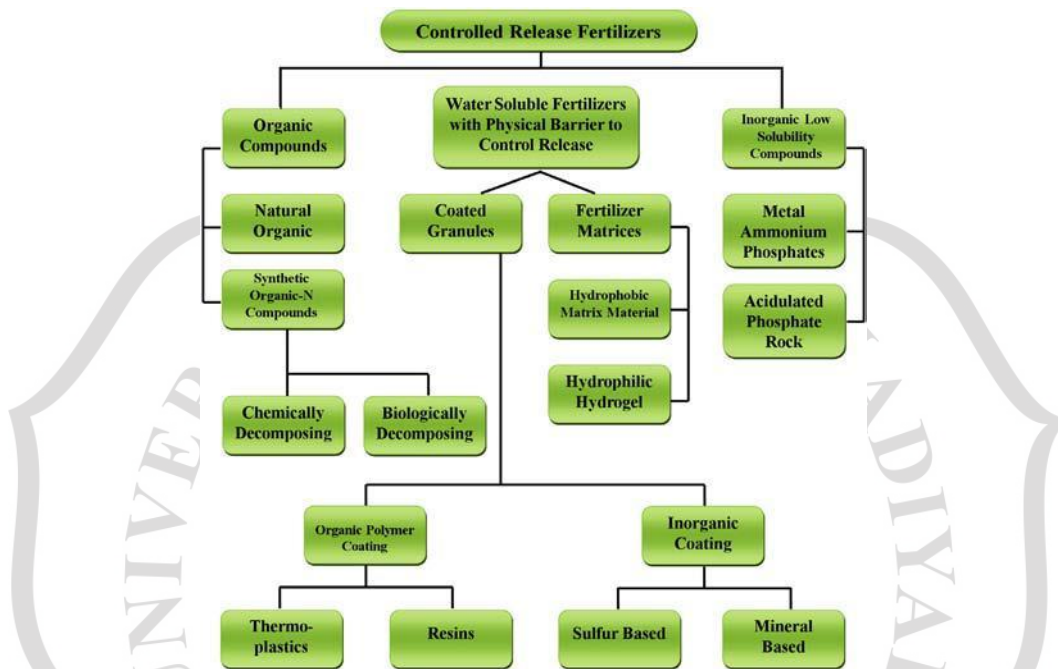 Controlled Release Fertilizers
Organic
Compounds
Water Soluble Fertilizers
with Physical Barrier to
Control Release
Inorganic Low
Solubility
Compounds
Natural
Organic
Coated
Granules
Fertilizer
Matrices
Metal
Ammonium
Phosphates
Synthetic
Organic-N
Compounds
Hydrophobic
Matrix Material
Acidulated
Phosphate
Rock
Chemically
Decomposing
Biologically
Decomposing
Hydrophilic
Hydrogel
Organic Polymer
Coating
Inorganic
Coating
Thermo-
plastics
Resins
Sulfur Based
Mineral
Based
UNIVER
ADIYA